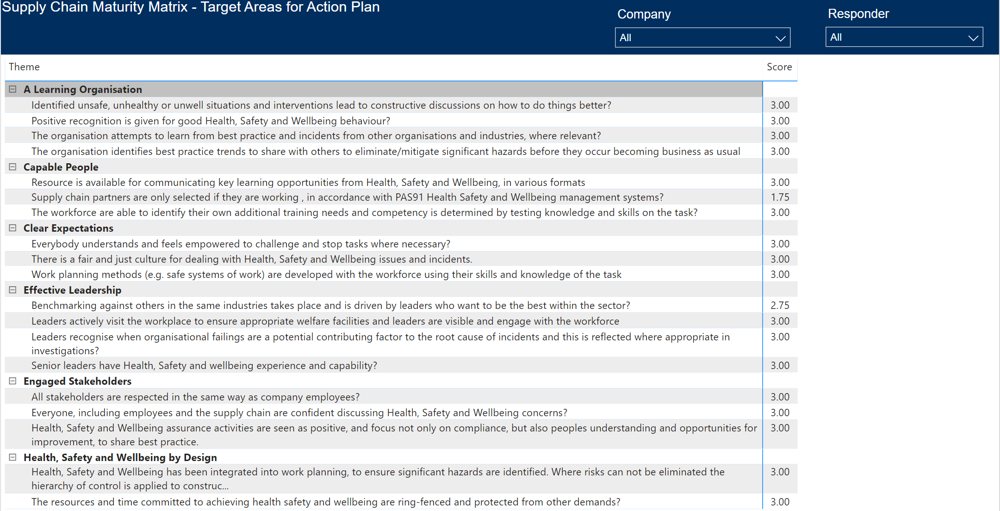 Supply Chain Maturity Matrix - Target Areas for Action Plan
Company
Responder
All
All
Theme
Score
A Learning Organisation
Identified unsafe, unhealthy or unwell situations and interventions lead to constructive discussions on how to do things better?
3.00
Positive recognition is given for good Health, Safety and Wellbeing behaviour?
3.00
The organisation attempts to learn from best practice and incidents from other organisations and industries, where relevant?
3.00
The organisation identifies best practice trends to share with others to eliminate/mitigate significant hazards before they occur becoming business as usual
3.00
Capable People
Resource is available for communicating key learning opportunities from Health, Safety and Wellbeing, in various formats
3.00
Supply chain partners are only selected if they are working , in accordance with PAS91 Health Safety and Wellbeing management systems?
1.75
The workforce are able to identify their own additional training needs and competency is determined by testing knowledge and skills on the task?
3.00
Clear Expectations
Everybody understands and feels empowered to challenge and stop tasks where necessary?
3.00
There is a fair and just culture for dealing with Health, Safety and Wellbeing issues and incidents.
3.00
Work planning methods (e.g. safe systems of work) are developed with the workforce using their skills and knowledge of the task
3.00
Effective Leadership
Benchmarking against others in the same industries takes place and is driven by leaders who want to be the best within the sector?
2.75
Leaders actively visit the workplace to ensure appropriate welfare facilities and leaders are visible and engage with the workforce
3.00
Leaders recognise when organisational failings are a potential contributing factor to the root cause of incidents and this is reflected where appropriate in
3.00
investigations?
Senior leaders have Health, Safety and wellbeing experience and capability?
3.00
Engaged Stakeholders
All stakeholders are respected in the same way as company employees?
3.00
Everyone, including employees and the supply chain are confident discussing Health, Safety and Wellbeing concerns?
3.00
Health, Safety and Wellbeing assurance activities are seen as positive, and focus not only on compliance, but also peoples understanding and opportunities for
3.00
improvement, to share best practice.
Health, Safety and Wellbeing by Design
Health, Safety and Wellbeing has been integrated into work planning, to ensure significant hazards are identified. Where risks can not be eliminated the
3.00
hierarchy of control is applied to construc...
The resources and time committed to achieving health safety and wellbeing are ring-fenced and protected from other demands?
3.00